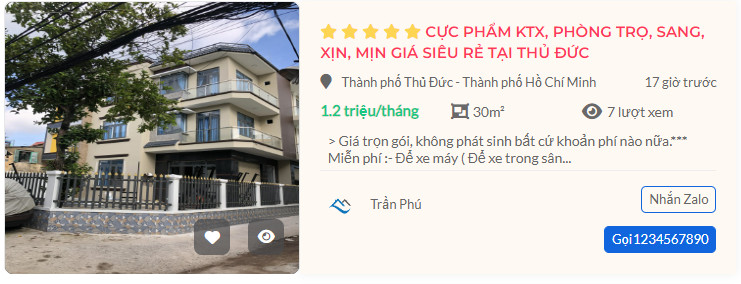 CỰC PHẨM KTX, PHÒNG TRỌ, SANG,
XỊN, MỊN GIÁ SIÊU RẺ TẠI THỦ ĐỨC
Thành phố Thủ Đức - Thành phố Hồ Chí Minh 17 giờ trước
1.2 triệu/tháng 30m² 7 lượt xem
> Giá trọn gói, không phát sinh bất cứ khoản phí nào nữa.***
Miễn phí :- Để xe máy ( Để xe trong sân...
Trần Phú
Nhắn Zalo
Gọi1234567890